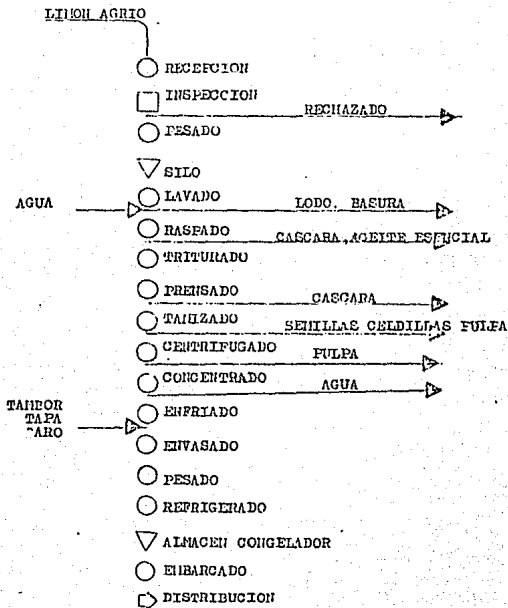 LIMON AGRIO
RECEPCION
INSPECCION
RECHAZADO
PESADO
SILO
AGUA
LAVADO
LODO. BASURA
RASPADO
CASCARA, ACEITE ESENCIAL
TRITURADO
PRENSADO
CASCARA
TAMIZADO
SEMILLAS CELDILLAS PULPA
CENTRIFUGADO
PULPA
CONCENTRADO
AGUA
TAMBOR
TAPA
ARO
ENFRIADO
ENVASADO
PESADO
REFRIGERADO
ALMACEN CONGELADOR
EMBARCADO
DISTRIBUCION